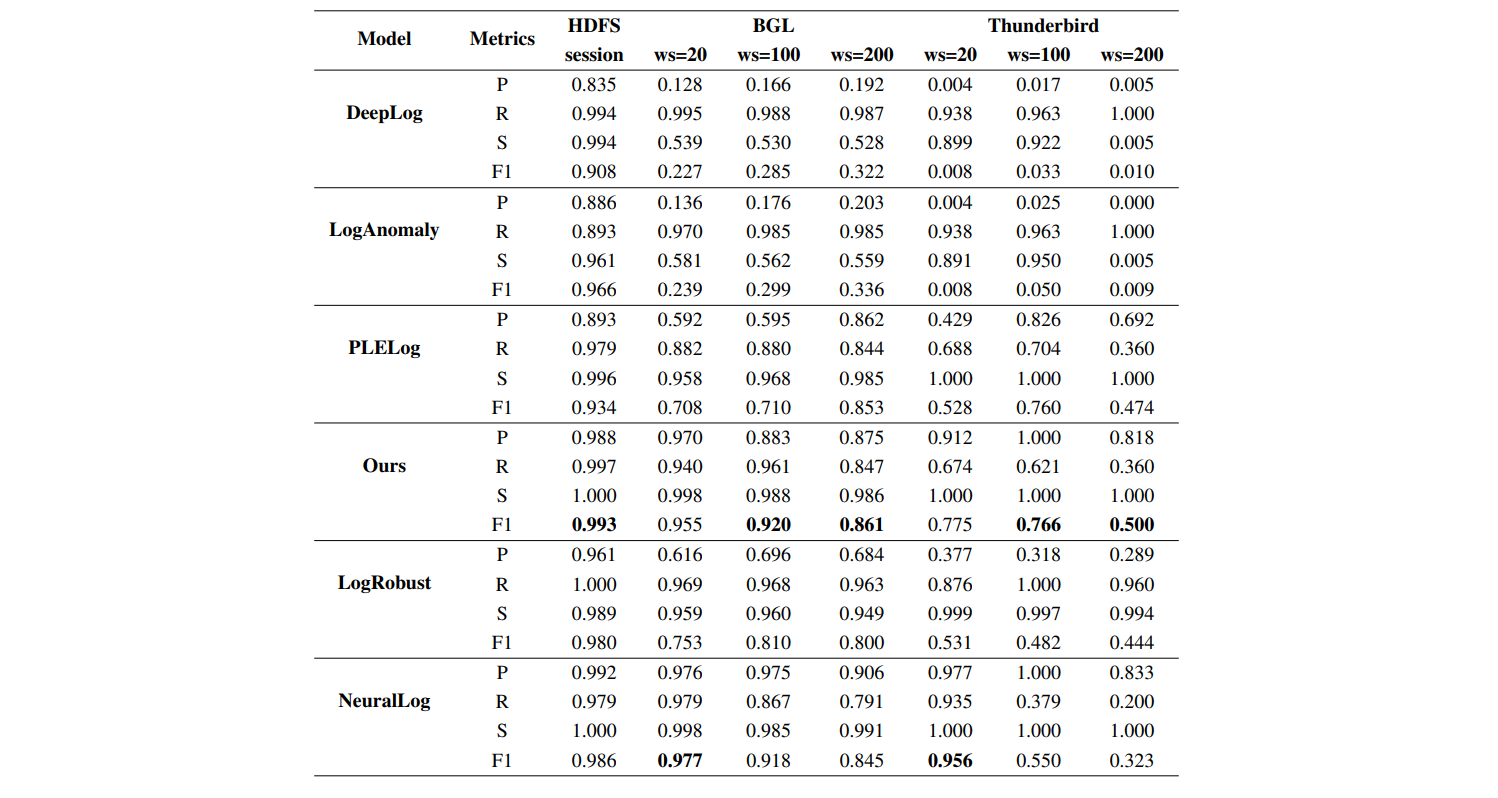 Model Metrics HDFS BGL Thunderbird
session ws=20 ws=100 ws=200 ws=20 ws=100 ws=200
P 0.835 0.128 0.166 0.192 0.004 0.017 0.005
DeepLog R 0.994 0.995 0.988 0.987 0.938 0.963 1.000
S 0.994 0.539 0.530 0.528 0.899 0.922 0.005
F1 0.908 0.227 0.285 0.322 0.008 0.033 0.010
P 0.886 0.136 0.176 0.203 0.004 0.025 0.000
LogAnomaly R 0.893 0.970 0.985 0.985 0.938 0.963 1.000
S 0.961 0.581 0.562 0.559 0.891 0.950 0.005
F1 0.966 0.239 0.299 0.336 0.008 0.050 0.009
P 0.893 0.592 0.595 0.862 0.429 0.826 0.692
PLELog R 0.979 0.882 0.880 0.844 0.688 0.704 0.360
S 0.996 0.958 0.968 0.985 1.000 1.000 1.000
F1 0.934 0.708 0.710 0.853 0.528 0.760 0.474
P 0.988 0.970 0.883 0.875 0.912 1.000 0.818
Ours R 0.997 0.940 0.961 0.847 0.674 0.621 0.360
S 1.000 0.998 0.988 0.986 1.000 1.000 1.000
F1 0.993 0.955 0.920 0.861 0.775 0.766 0.500
P 0.961 0.616 0.696 0.684 0.377 0.318 0.289
LogRobust R 1.000 0.969 0.968 0.963 0.876 1.000 0.960
S 0.989 0.959 0.960 0.949 0.999 0.997 0.994
F1 0.980 0.753 0.810 0.800 0.531 0.482 0.444
P 0.992 0.976 0.975 0.906 0.977 1.000 0.833
NeuralLog R 0.979 0.979 0.867 0.791 0.935 0.379 0.200
S 1.000 0.998 0.985 0.991 1.000 1.000 1.000
F1 0.986 0.977 0.918 0.845 0.956 0.550 0.323